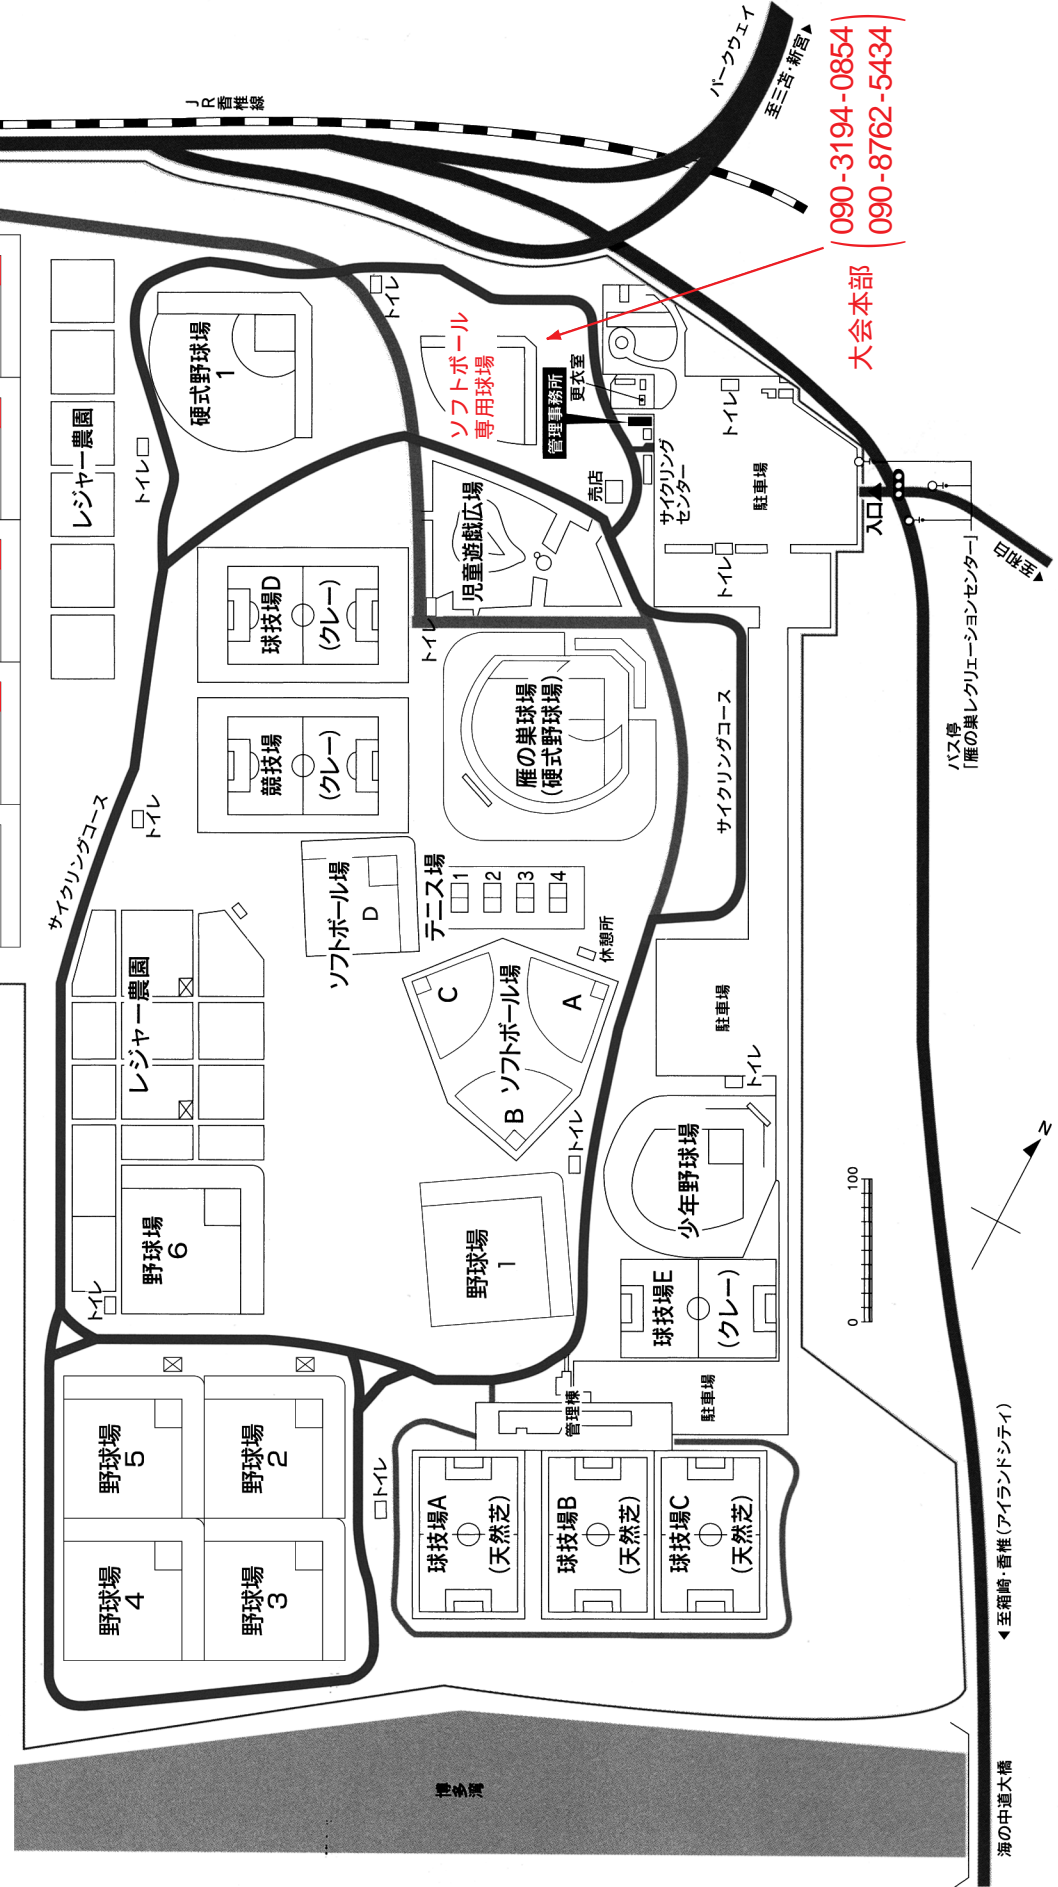 JR香椎線
パークウェイ
至三苫・新宮▶
(090-3194-0854)
(090-8762-5434)
大会本部
レジャー農園
硬式野球場
1
トイレ
トイレ
ソフトボール
専用球場
管理事務所
更衣室
トイレ
売店
サイクリング
センター
駐車場
入口
◀至和白
バス停
「雁の巣レクリェーションセンター」
トイレ
児童遊戯広場
トイレ
球技場D
(クレー)
競技場
(クレー)
雁の巣球場
(硬式野球場)
サイクリングコース
サイクリングコース
トイレ
ソフトボール場
D
テニス場
1
2
3
4
休憩所
レジャー農園
ソフトボール場
A
B
C
駐車場
トイレ
トイレ
少年野球場
野球場
6
野球場
1
トイレ
球技場E
(クレー)
駐車場
管理棟
0
100
N
野球場
5
野球場
2
野球場
4
野球場
3
トイレ
球技場A
(天然芝)
球技場B
(天然芝)
球技場C
(天然芝)
◀至箱崎・香椎(アイランドシティ)
海の中道大橋
博多湾